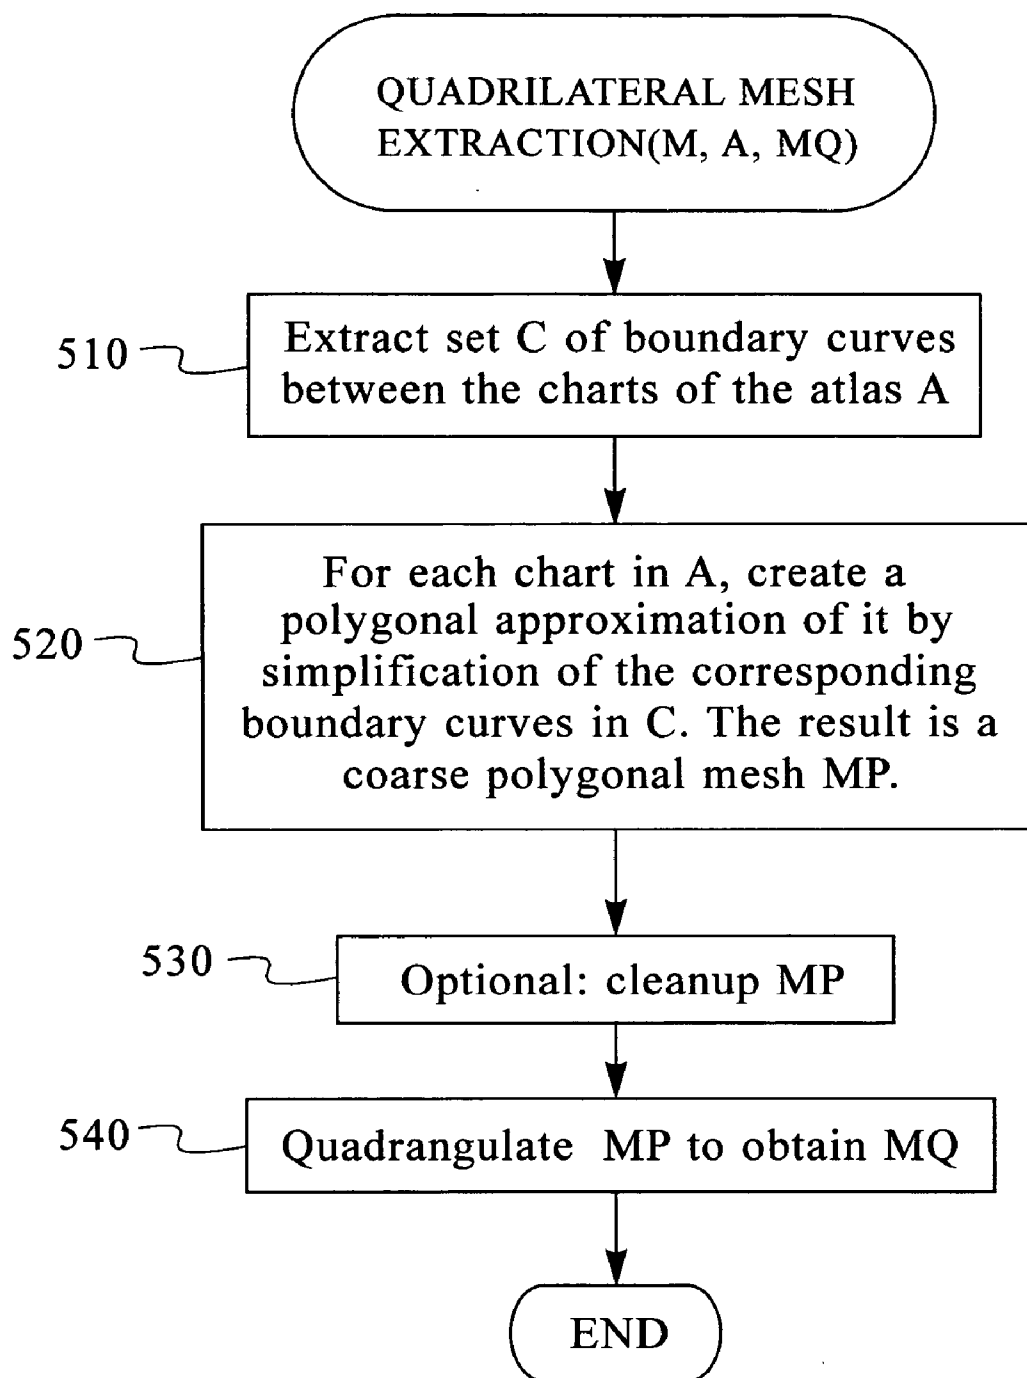 QUADRILATERAL MESH
EXTRACTION(M, A, MQ)
510
Extract set C of boundary curves
between the charts of the atlas A
520
For each chart in A, create a
polygonal approximation of it by
simplification of the corresponding
boundary curves in C. The result is a
coarse polygonal mesh MP.
530
Optional: cleanup MP
540
Quadrangulate MP to obtain MQ
END